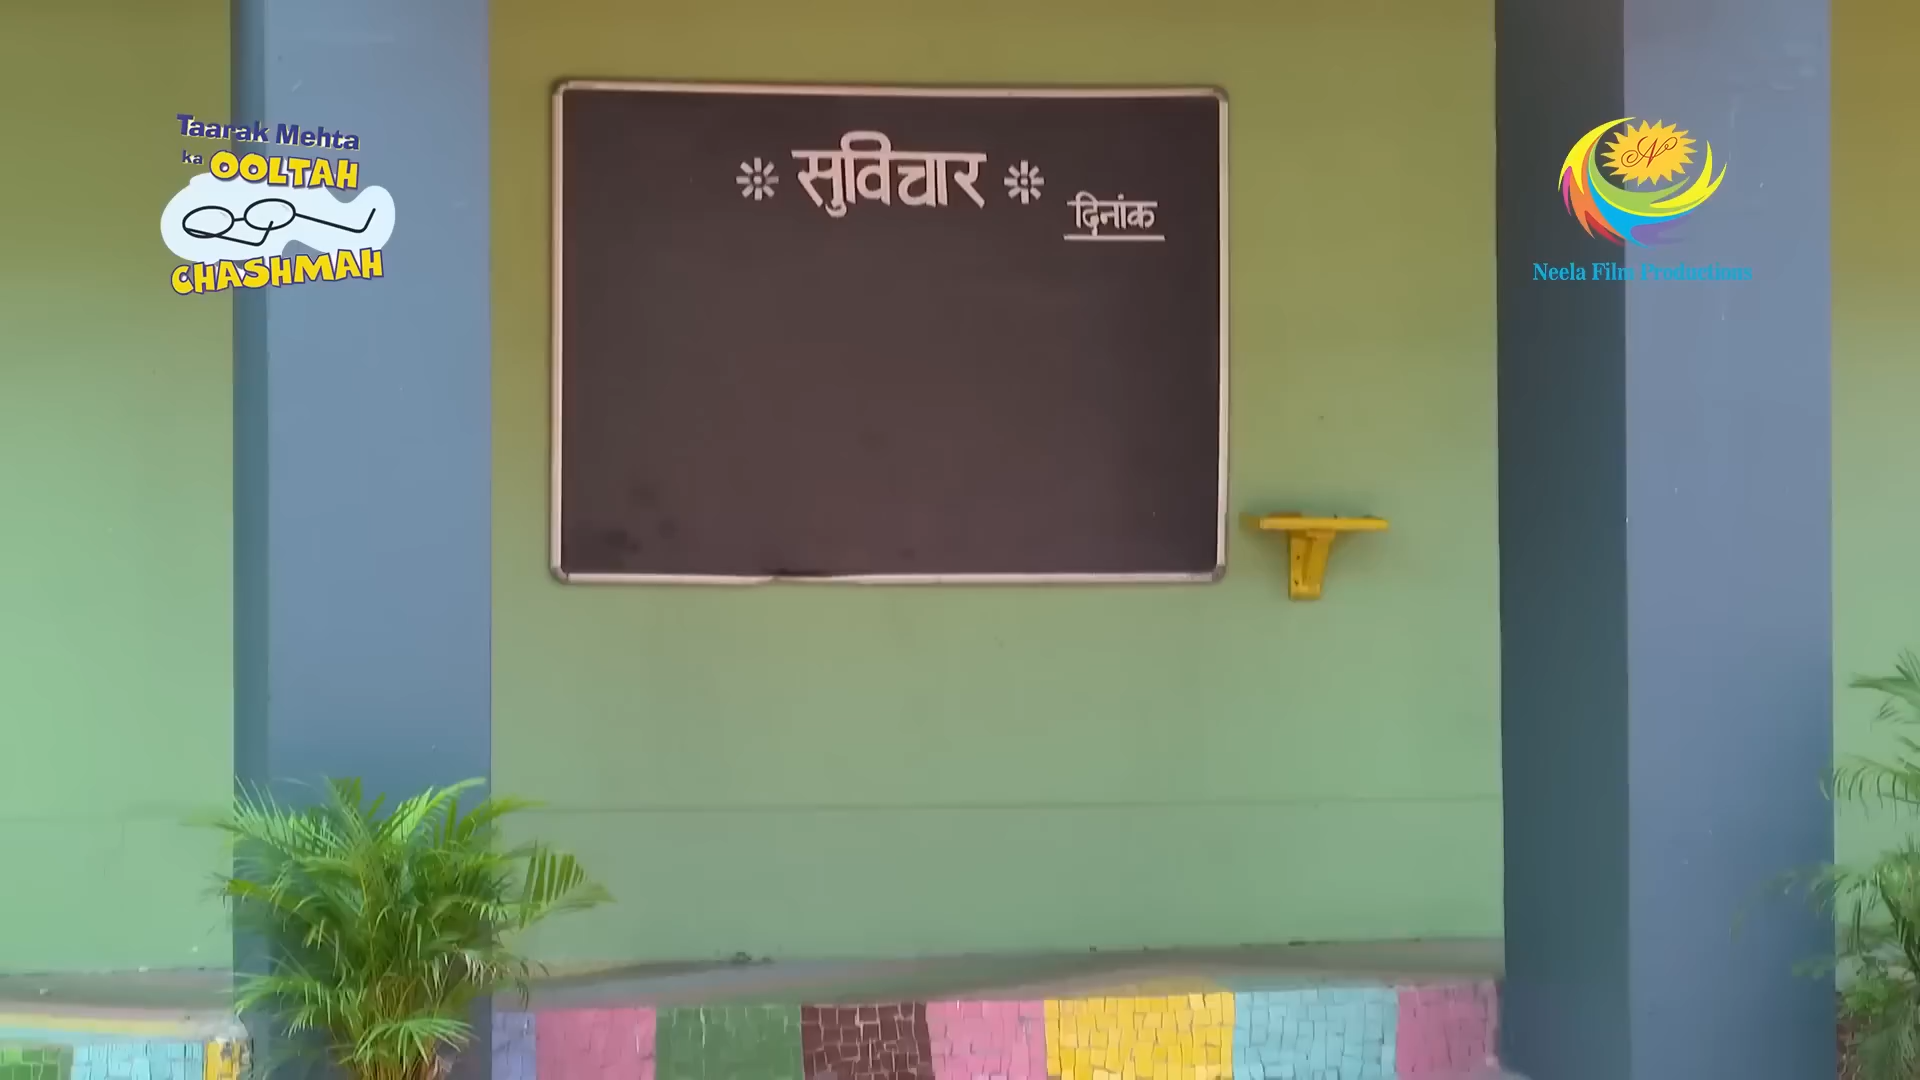 Taarak Mehta
ka OOLTAH
CHASHMAH
❊ सुविचार ❊
दिनांक
N
Neela Film Productions